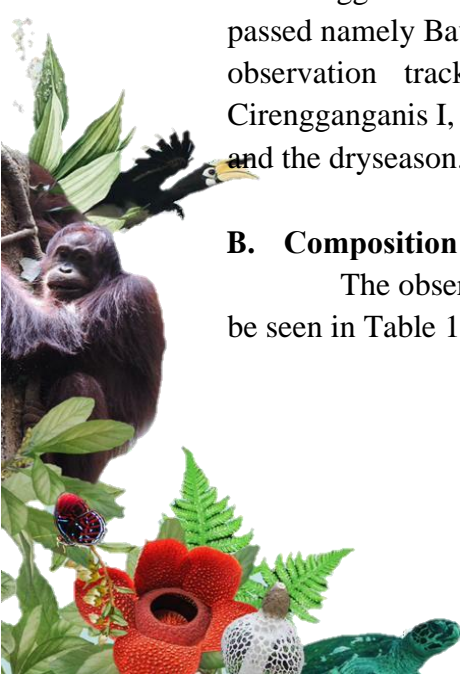 passed namely Ba
observation track
Cirengganganis I,
and the dryseason.
B. Composition
The obser
be seen in Table 1